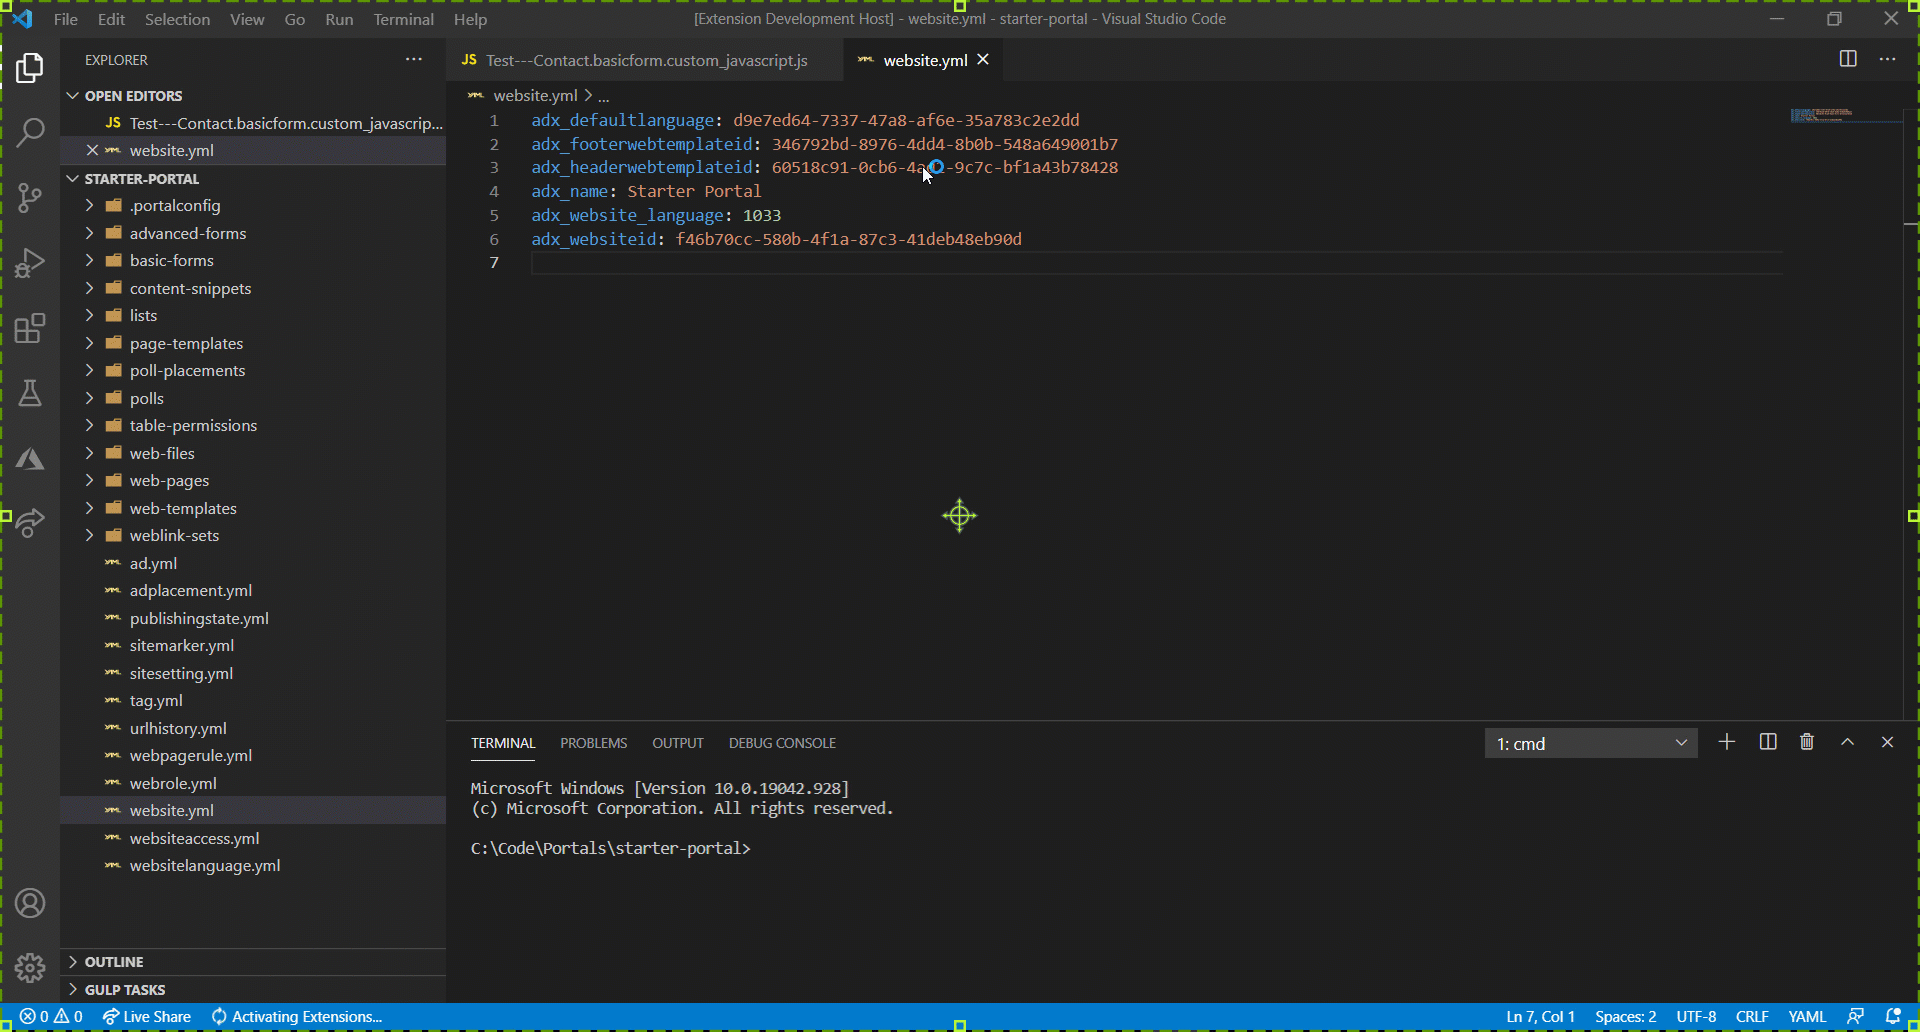 File Edit Selection View Go Run Terminal Help
[Extension Development Host] - website.yml - starter-portal - Visual Studio Code
EXPLORER
OPEN EDITORS
JS Test---Contact.basicform.custom_javascrip...
website.yml
STARTER-PORTAL
.portalconfig
advanced-forms
basic-forms
content-snippets
lists
page-templates
poll-placements
polls
table-permissions
web-files
web-pages
web-templates
weblink-sets
ad.yml
adplacement.yml
publishingstate.yml
sitemarker.yml
sitesetting.yml
tag.yml
urlhistory.yml
webpagerule.yml
webrole.yml
website.yml
websiteaccess.yml
websitelanguage.yml
OUTLINE
GULP TASKS
JS Test---Contact.basicform.custom_javascript.js
website.yml
website.yml > ...
1 adx_defaultlanguage: d9e7ed64-7337-47a8-af6e-35a783c2e2dd
2 adx_footerwebtemplateid: 346792bd-8976-4dd4-8b0b-548a649001b7
3 adx_headerwebtemplateid:
4 adx_name: Starter Portal
5 adx_website_language: 1033
6 adx_websiteid: f46b70cc-580b-4f1a-87c3-41deb48eb90d
7
TERMINAL PROBLEMS OUTPUT DEBUG CONSOLE
1: cmd
Microsoft Windows [Version 10.0.19042.928]
(c) Microsoft Corporation. All rights reserved.
C:\Code\Portals\starter-portal>
0 0 Live Share Activating Extensions...
Ln 7, Col 1 Spaces: 2 UTF-8 CRLF YAML